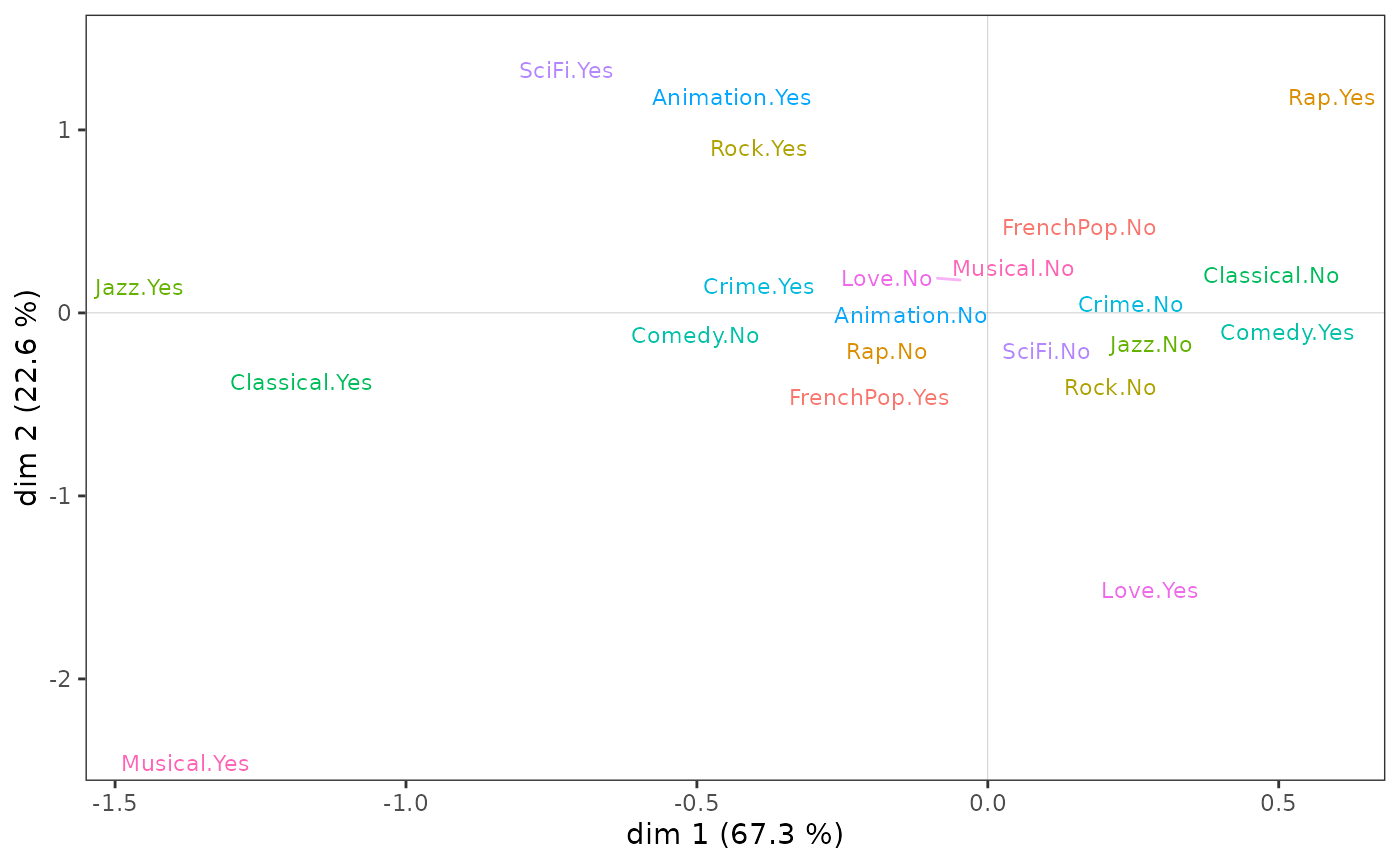 SciFi.Yes
Animation.Yes
Rap.Yes
1
Rock.Yes
FrenchPop.No
Musical.No
Love.No
Classical.No
Jazz.Yes
Crime.Yes
Crime.No
0
Animation.No
Comedy.No
Comedy.Yes
Rap.No
SciFi.No
Jazz.No
Classical.Yes
Rock.No
FrenchPop.Yes
dim 2 (22.6 %)
-1
Love.Yes
-2
Musical.Yes
-1.5
-1.0
-0.5
0.0
0.5
dim 1 (67.3 %)